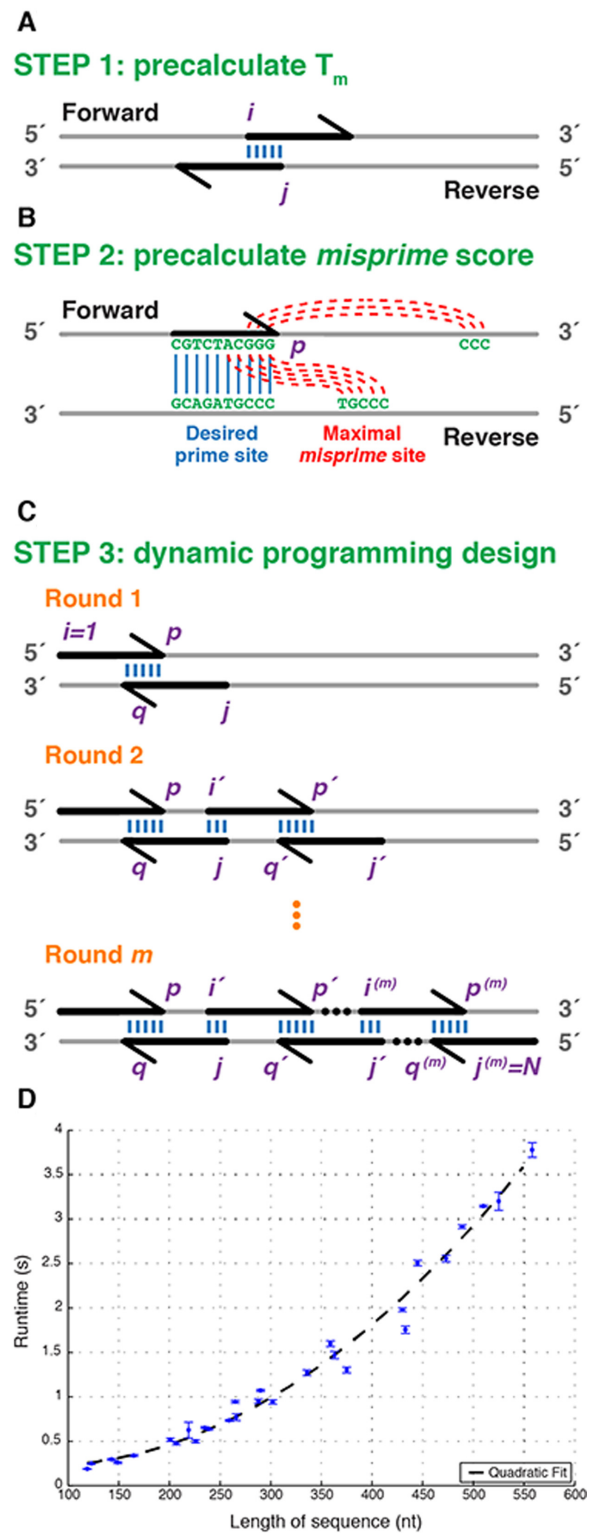 A
STEP 1: precalculate Tm
Forward
i
5´
3´
3´
5´
j
Reverse
B
STEP 2: precalculate misprime score
Forward
5´
3´
CGTCTACGGG
p
CCC
GCAGATGCCC
TGCCC
3´
5´
Desired
prime site
Maximal
misprime site
Reverse
C
STEP 3: dynamic programming design
Round 1
i=1
p
5´
3´
3´
5´
q
j
Round 2
p
i´
p´
5´
3´
3´
5´
q
j
q´
j´
Round m
p
i´
p´
i(m)
p(m)
5´
3´
3´
5´
q
j
q´
j´
q(m)
j(m)=N
D
4
3.5
3
2.5
2
1.5
1
0.5
0
Runtime (s)
Quadratic Fit
100 150 200 250 300 350 400 450 500 550 600
Length of sequence (nt)